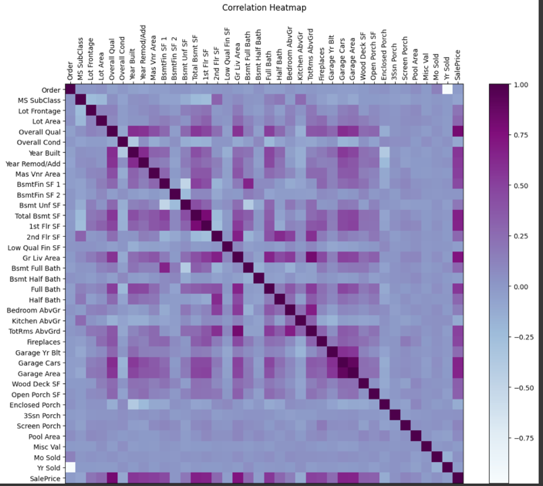 Correlation Heatmap
Order
MS SubClass
Lot Frontage
Lot Area
Overall Qual
Overall Cond
Year Built
Year Remod/Add
Mas Vnr Area
BsmtFin SF 1
BsmtFin SF 2
Bsmt Unf SF
Total Bsmt SF
1st Flr SF
2nd Flr SF
Low Qual Fin SF
Gr Liv Area
Bsmt Full Bath
Bsmt Half Bath
Full Bath
Half Bath
Bedroom AbvGr
Kitchen AbvGr
TotRms AbvGrd
Fireplaces
Garage Yr Blt
Garage Cars
Garage Area
Wood Deck SF
Open Porch SF
Enclosed Porch
3Ssn Porch
Screen Porch
Pool Area
Misc Val
Mo Sold
Yr Sold
SalePrice
Order
MS SubClass
Lot Frontage
Lot Area
Overall Qual
Overall Cond
Year Built
Year Remod/Add
Mas Vnr Area
BsmtFin SF 1
BsmtFin SF 2
Bsmt Unf SF
Total Bsmt SF
1st Flr SF
2nd Flr SF
Low Qual Fin SF
Gr Liv Area
Bsmt Full Bath
Bsmt Half Bath
Full Bath
Half Bath
Bedroom AbvGr
Kitchen AbvGr
TotRms AbvGrd
Fireplaces
Garage Yr Blt
Garage Cars
Garage Area
Wood Deck SF
Open Porch SF
Enclosed Porch
3Ssn Porch
Screen Porch
Pool Area
Misc Val
Mo Sold
Yr Sold
SalePrice
1.00
0.75
0.50
0.25
0.00
−0.25
−0.50
−0.75